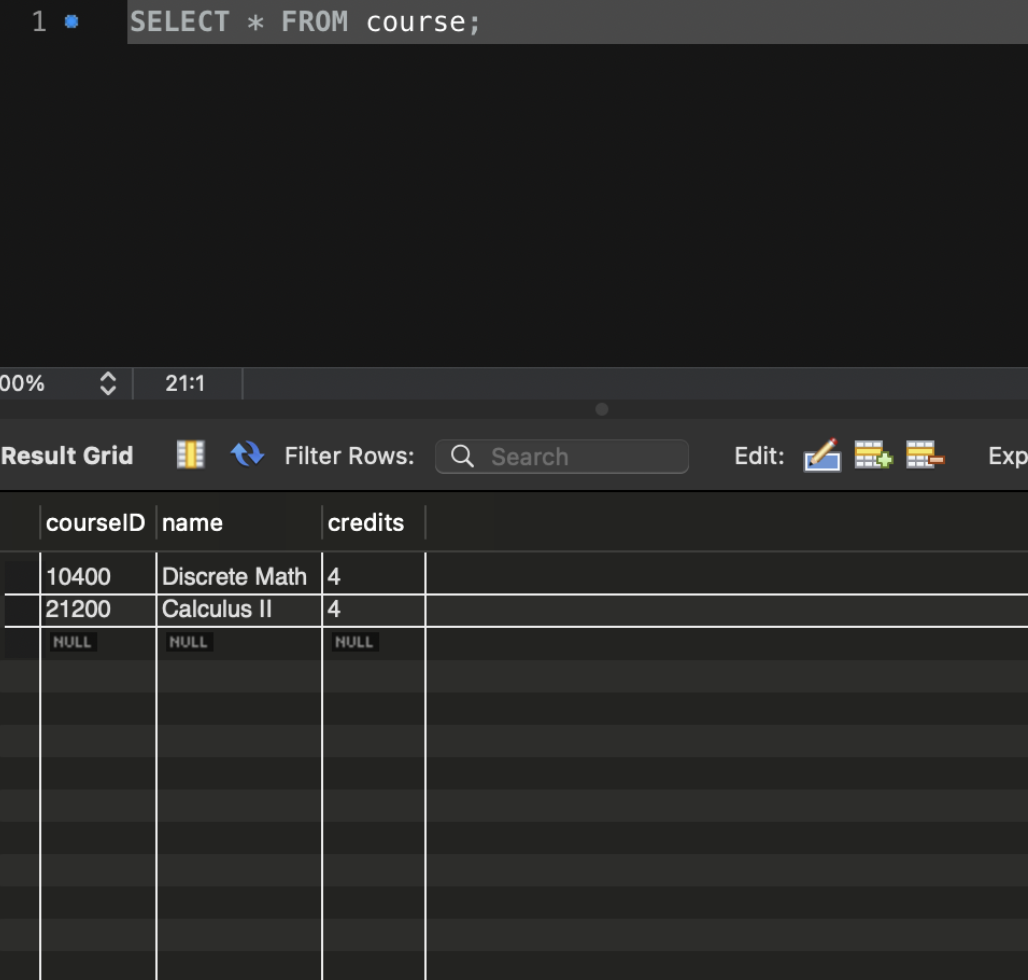 1 SELECT * FROM course;
00% 21:1
Result Grid Filter Rows: Search Edit: Exp
courseID name credits
10400 Discrete Math 4
21200 Calculus II 4
NULL NULL NULL